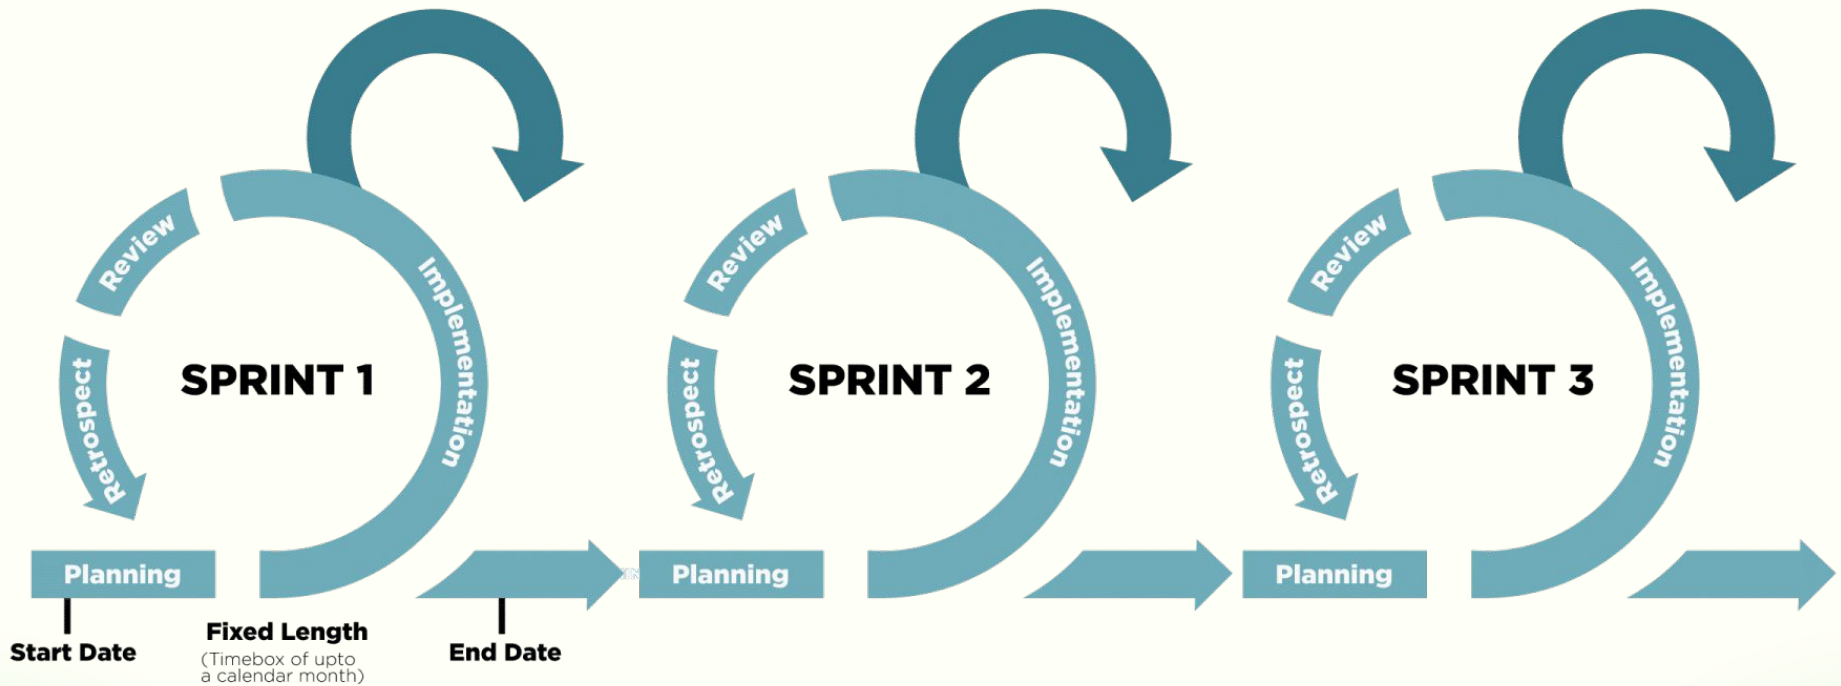 Review
Implementation
Retrospect
SPRINT 1
Planning
Start Date
Fixed Length
(Timebox of upto
a calendar month)
End Date
Review
Implementation
Retrospect
SPRINT 2
Planning
Review
Implementation
Retrospect
SPRINT 3
Planning